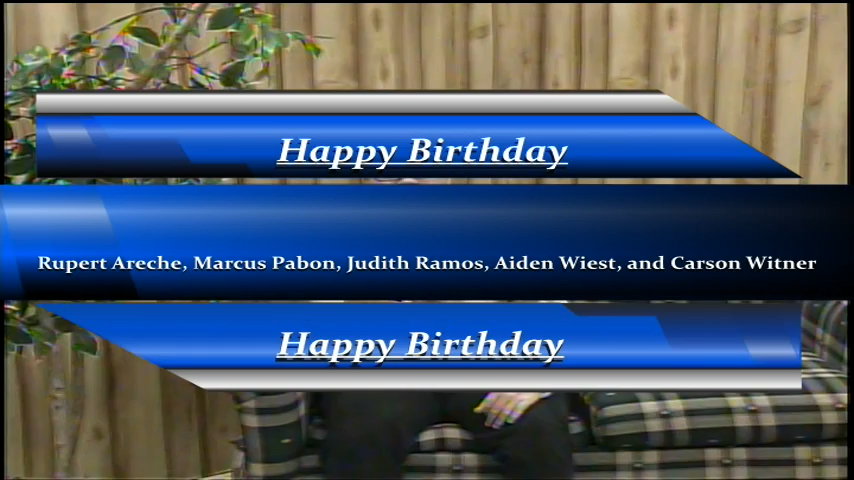 Happy Birthday
Rupert Areche, Marcus Pabon, Judith Ramos, Aiden Wiest, and Carson Witner
Happy Birthday